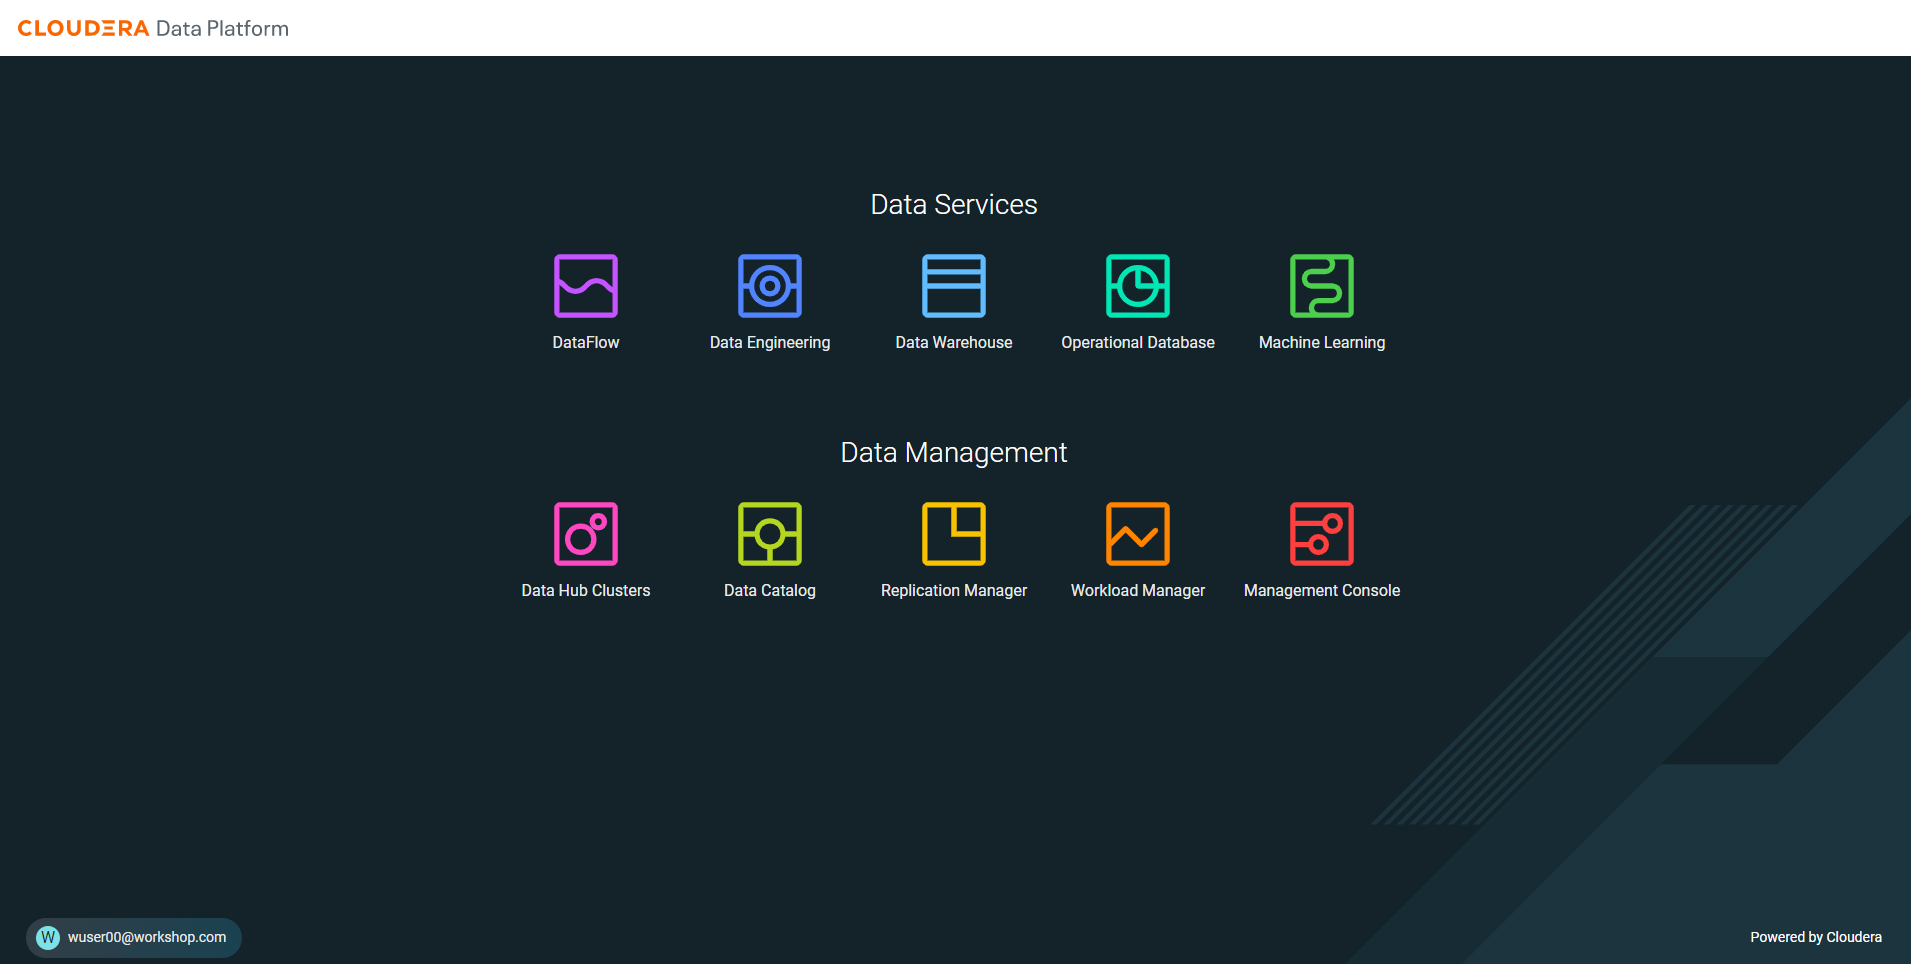 CLOUDERA Data Platform
Data Services
DataFlow
Data Engineering
Data Warehouse
Operational Database
Machine Learning
Data Management
Data Hub Clusters
Data Catalog
Replication Manager
Workload Manager
Management Console
W wuser00@workshop.com
Powered by Cloudera